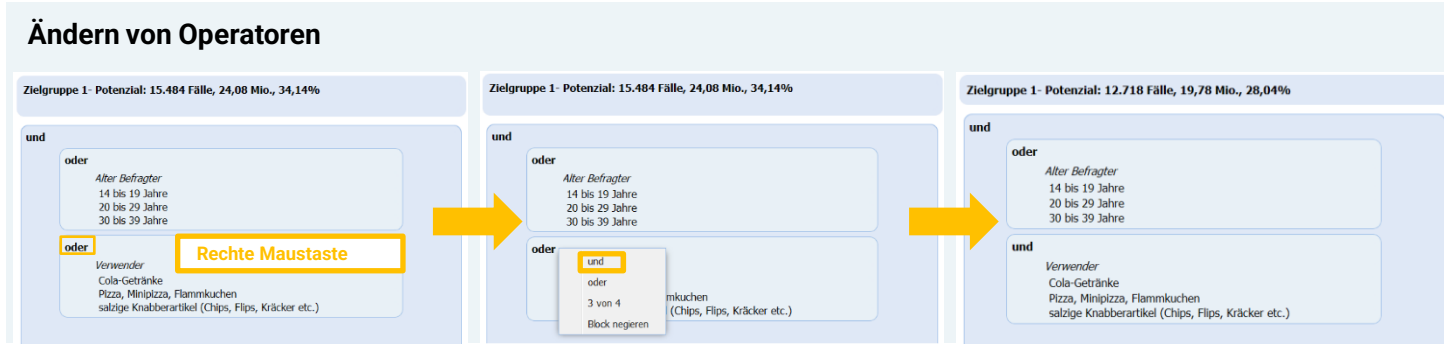 Ändern von Operatoren
Zielgruppe 1- Potenzial: 15.484 Fälle, 24,08 Mio., 34,14%
und
oder
Alter Befragter
14 bis 19 Jahre
20 bis 29 Jahre
30 bis 39 Jahre
oder
Rechte Maustaste
Verwender
Cola-Getränke
Pizza, Minipizza, Flammkuchen
salzige Knabberartikel (Chips, Flips, Kräcker etc.)
Zielgruppe 1- Potenzial: 15.484 Fälle, 24,08 Mio., 34,14%
und
oder
Alter Befragter
14 bis 19 Jahre
20 bis 29 Jahre
30 bis 39 Jahre
oder
und
oder
3 von 4
Block negieren
mkuchen
(Chips, Flips, Kräcker etc.)
Zielgruppe 1- Potenzial: 12.718 Fälle, 19,78 Mio., 28,04%
und
oder
Alter Befragter
14 bis 19 Jahre
20 bis 29 Jahre
30 bis 39 Jahre
und
Verwender
Cola-Getränke
Pizza, Minipizza, Flammkuchen
salzige Knabberartikel (Chips, Flips, Kräcker etc.)